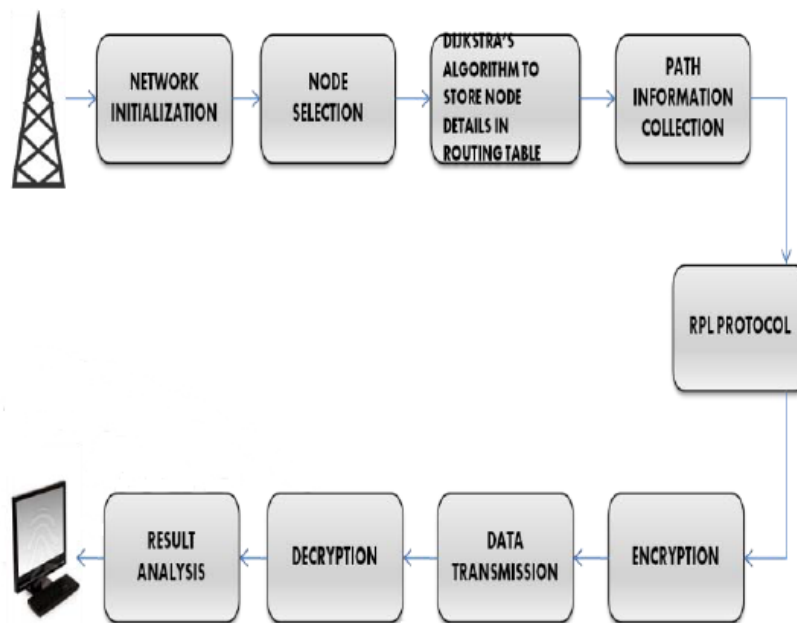 NETWORK
INITIALIZATION
NODE
SELECTION
DIJKSTRA'S
ALGORITHM TO
STORE NODE
DETAILS IN
ROUTING TABLE
PATH
INFORMATION
COLLECTION
RPL PROTOCOL
RESULT
ANALYSIS
DECRYPTION
DATA
TRANSMISSION
ENCRYPTION